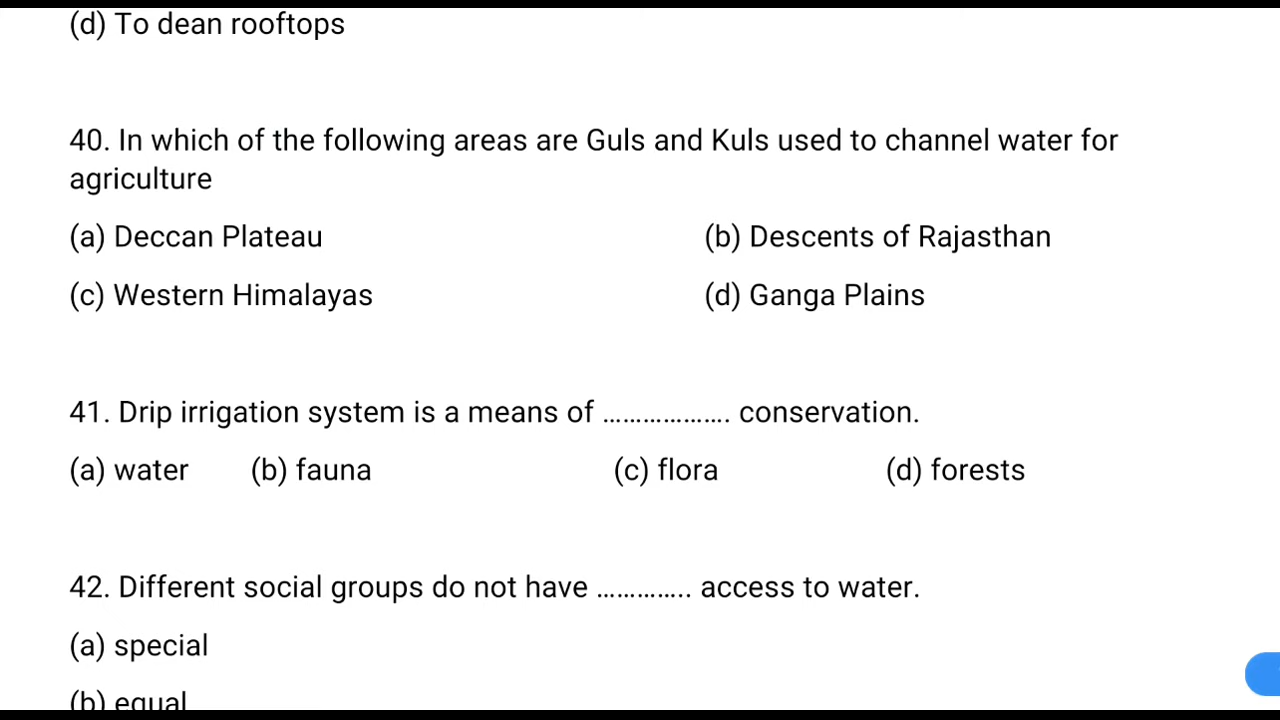 (d) To dean rooftops
40. In which of the following areas are Guls and Kuls used to channel water for
agriculture
(a) Deccan Plateau (b) Descents of Rajasthan
(c) Western Himalayas (d) Ganga Plains
41. Drip irrigation system is a means of ………………. conservation.
(a) water (b) fauna (c) flora (d) forests
42. Different social groups do not have ………….. access to water.
(a) special
(b) equal